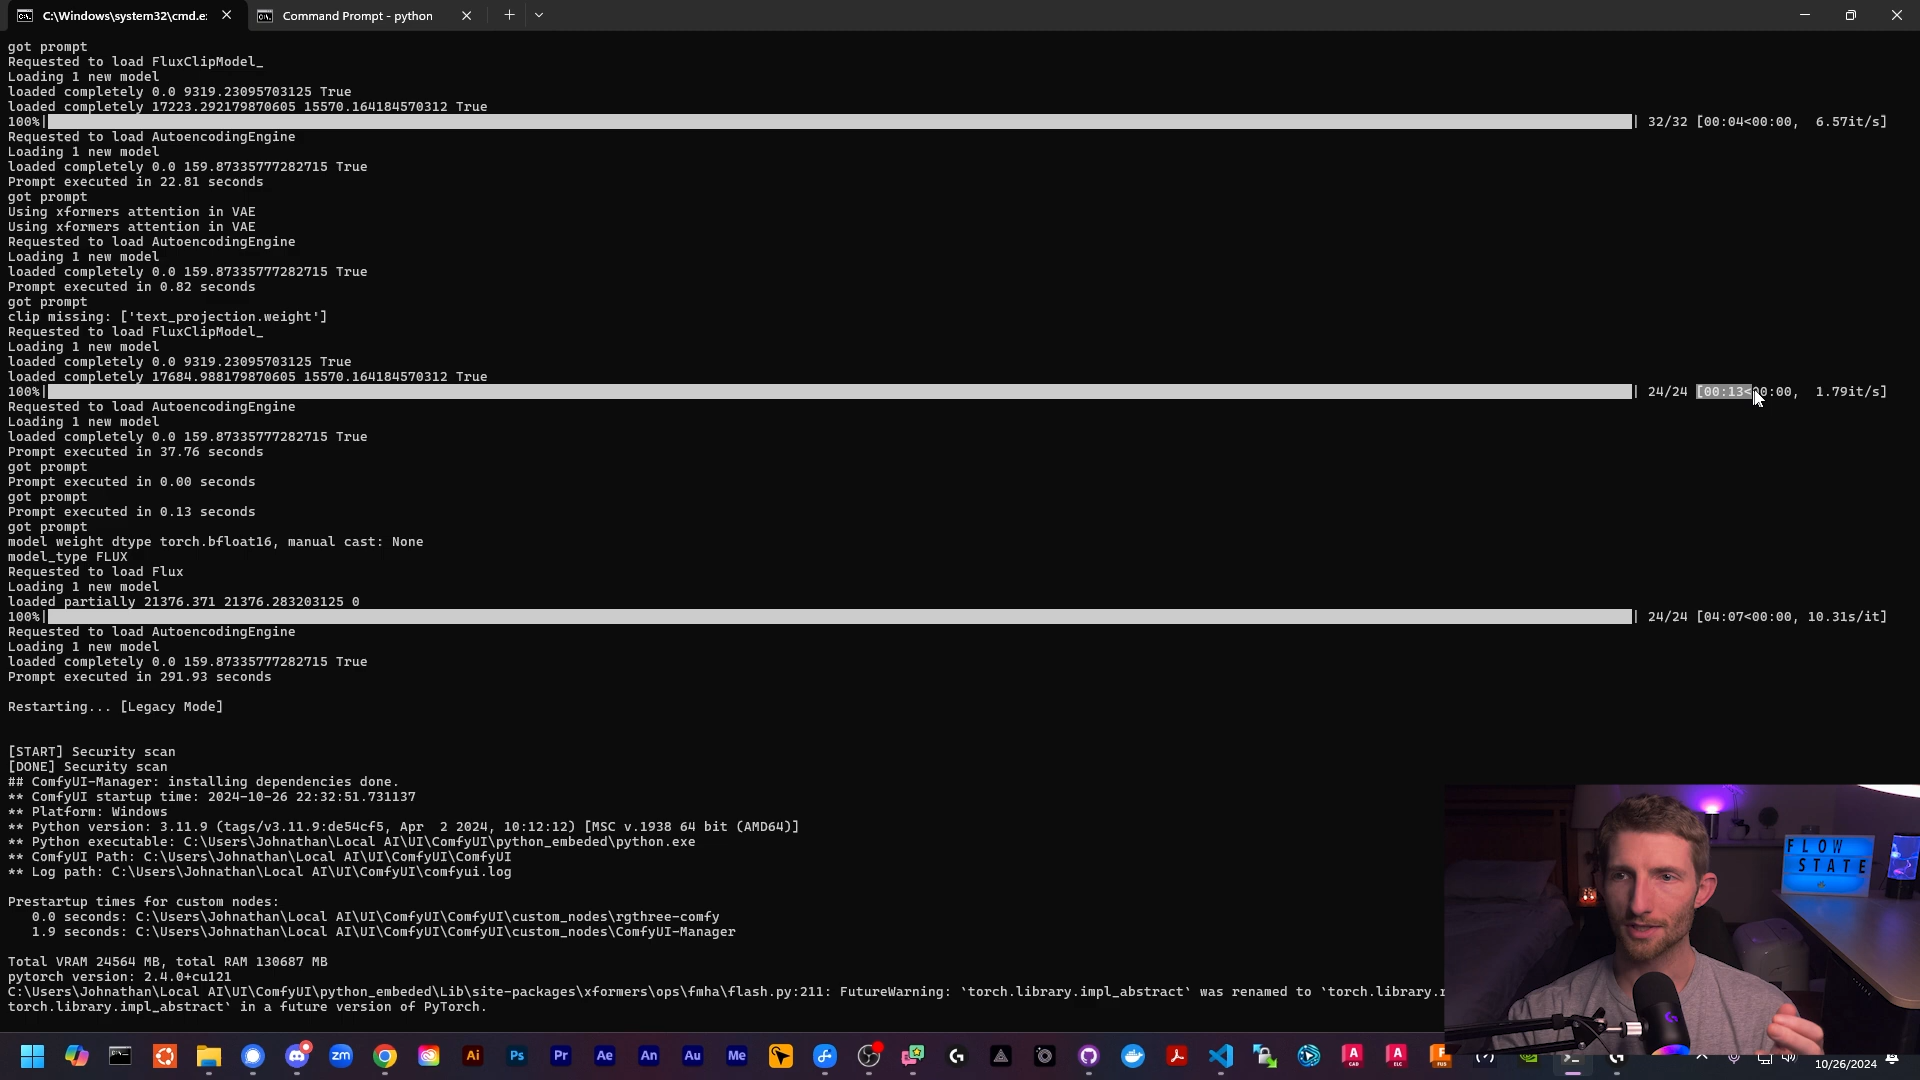 C:\Windows\system32\cmd.e:
Command Prompt - python
got prompt
Requested to load FluxClipModel_
Loading 1 new model
loaded completely 0.0 9319.23095703125 True
loaded completely 17223.292179870605 15570.164184570312 True
100%| | 32/32 [00:04<00:00, 6.57it/s]
Requested to load AutoencodingEngine
Loading 1 new model
loaded completely 0.0 159.87335777282715 True
Prompt executed in 22.81 seconds
got prompt
Using xformers attention in VAE
Using xformers attention in VAE
Requested to load AutoencodingEngine
Loading 1 new model
loaded completely 0.0 159.87335777282715 True
Prompt executed in 0.82 seconds
got prompt
clip missing: ['text_projection.weight']
Requested to load FluxClipModel_
Loading 1 new model
loaded completely 0.0 9319.23095703125 True
loaded completely 17684.988179870605 15570.164184570312 True
100%| | 24/24 [00:13<00:00, 1.79it/s]
Requested to load AutoencodingEngine
Loading 1 new model
loaded completely 0.0 159.87335777282715 True
Prompt executed in 37.76 seconds
got prompt
Prompt executed in 0.00 seconds
got prompt
Prompt executed in 0.13 seconds
got prompt
model weight dtype torch.bfloat16, manual cast: None
model_type FLUX
Requested to load Flux
Loading 1 new model
loaded partially 21376.371 21376.283203125 0
100%| | 24/24 [04:07<00:00, 10.31s/it]
Requested to load AutoencodingEngine
Loading 1 new model
loaded completely 0.0 159.87335777282715 True
Prompt executed in 291.93 seconds
Restarting... [Legacy Mode]
[START] Security scan
[DONE] Security scan
## ComfyUI-Manager: installing dependencies done.
** ComfyUI startup time: 2024-10-26 22:32:51.731137
** Platform: Windows
** Python version: 3.11.9 (tags/v3.11.9:de54cf5, Apr  2 2024, 10:12:12) [MSC v.1938 64 bit (AMD64)]
** Python executable: C:\Users\Johnathan\Local AI\UI\ComfyUI\python_embeded\python.exe
** ComfyUI Path: C:\Users\Johnathan\Local AI\UI\ComfyUI\ComfyUI
** Log path: C:\Users\Johnathan\Local AI\UI\ComfyUI\comfyui.log
Prestartup times for custom nodes:
0.0 seconds: C:\Users\Johnathan\Local AI\UI\ComfyUI\ComfyUI\custom_nodes\rgthree-comfy
1.9 seconds: C:\Users\Johnathan\Local AI\UI\ComfyUI\ComfyUI\custom_nodes\ComfyUI-Manager
Total VRAM 24564 MB, total RAM 130687 MB
pytorch version: 2.4.0+cu121
C:\Users\Johnathan\Local AI\UI\ComfyUI\python_embeded\Lib\site-packages\xformers\ops\fmha\flash.py:211: FutureWarning: `torch.library.impl_abstract` was renamed to `torch.library.r
torch.library.impl_abstract` in a future version of PyTorch.
FLOW
STATE
zm
Ai
Ps
Pr
Ae
An
Au
Me
10/26/2024